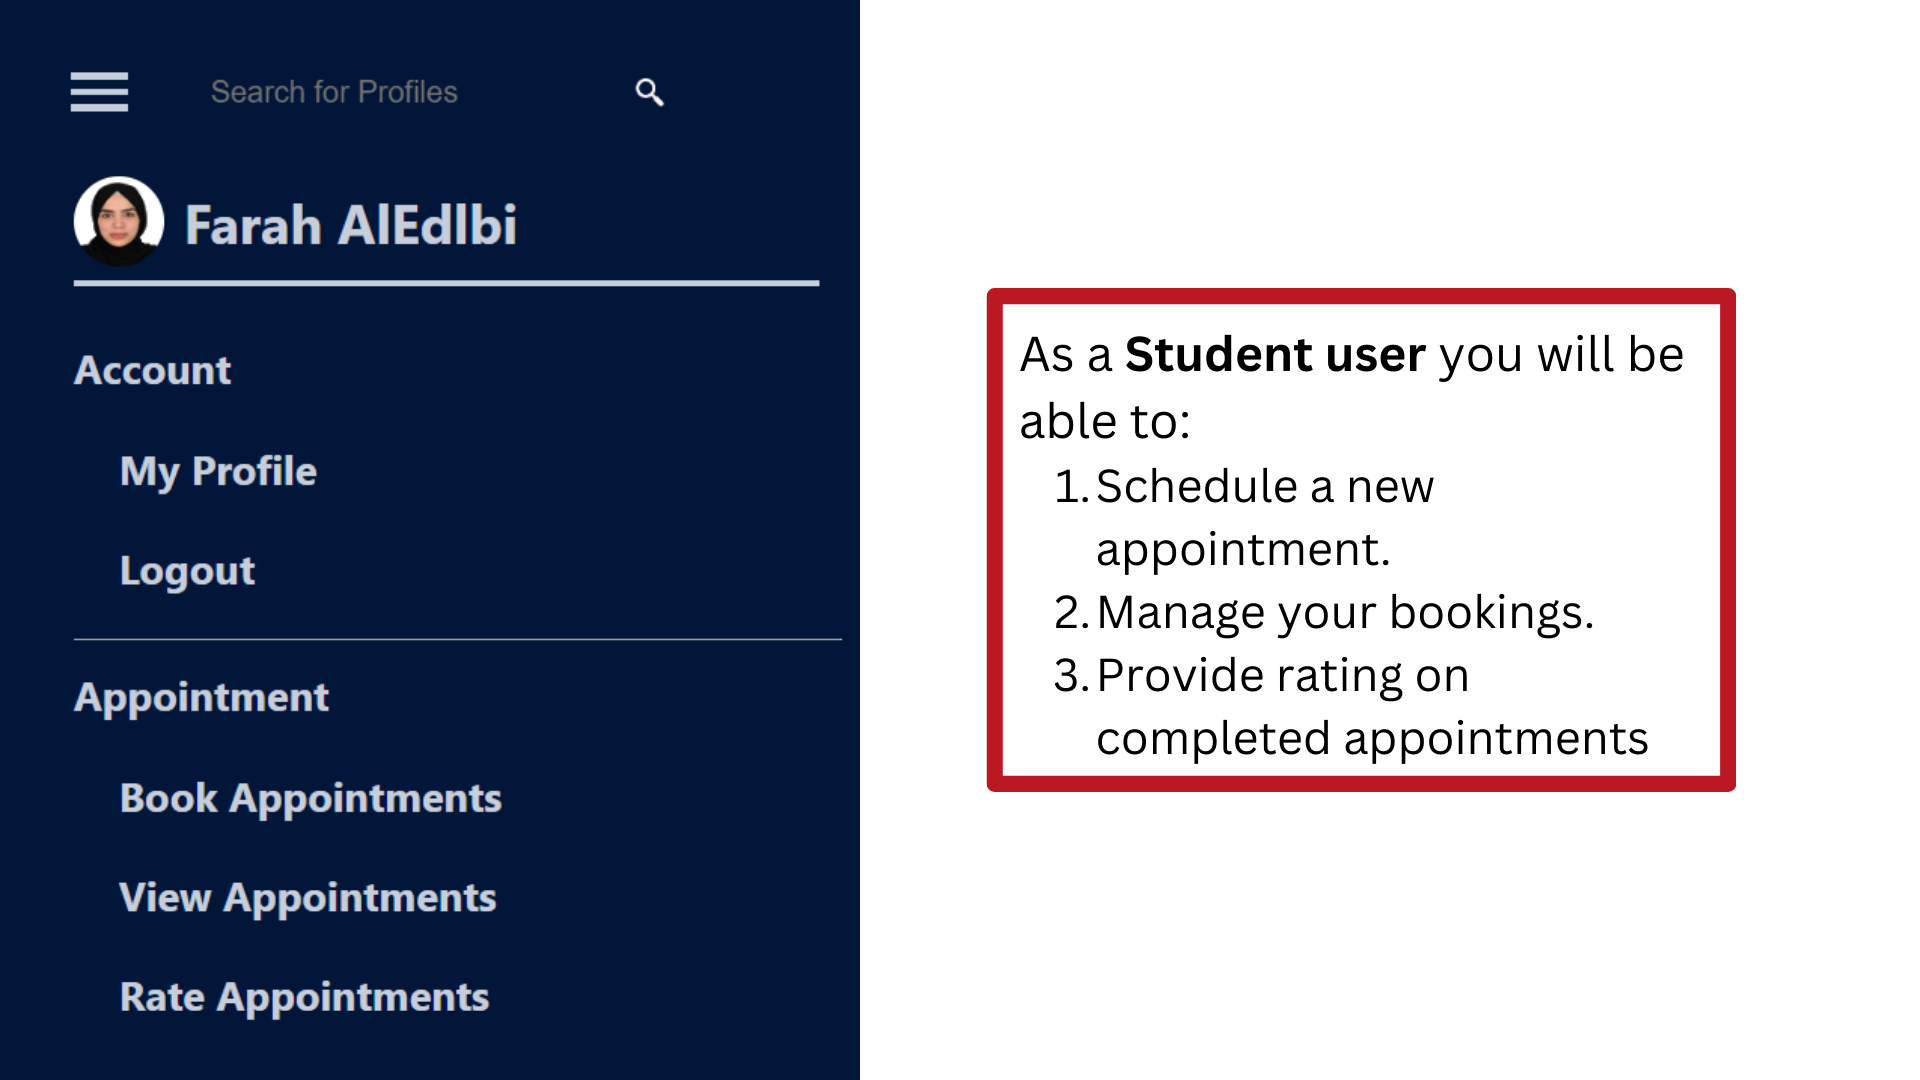 Search for Profiles
Farah AlEdlbi
Account
My Profile
Logout
Appointment
Book Appointments
View Appointments
Rate Appointments
As a Student user you will be
able to:
1. Schedule a new
appointment.
2. Manage your bookings.
3. Provide rating on
completed appointments